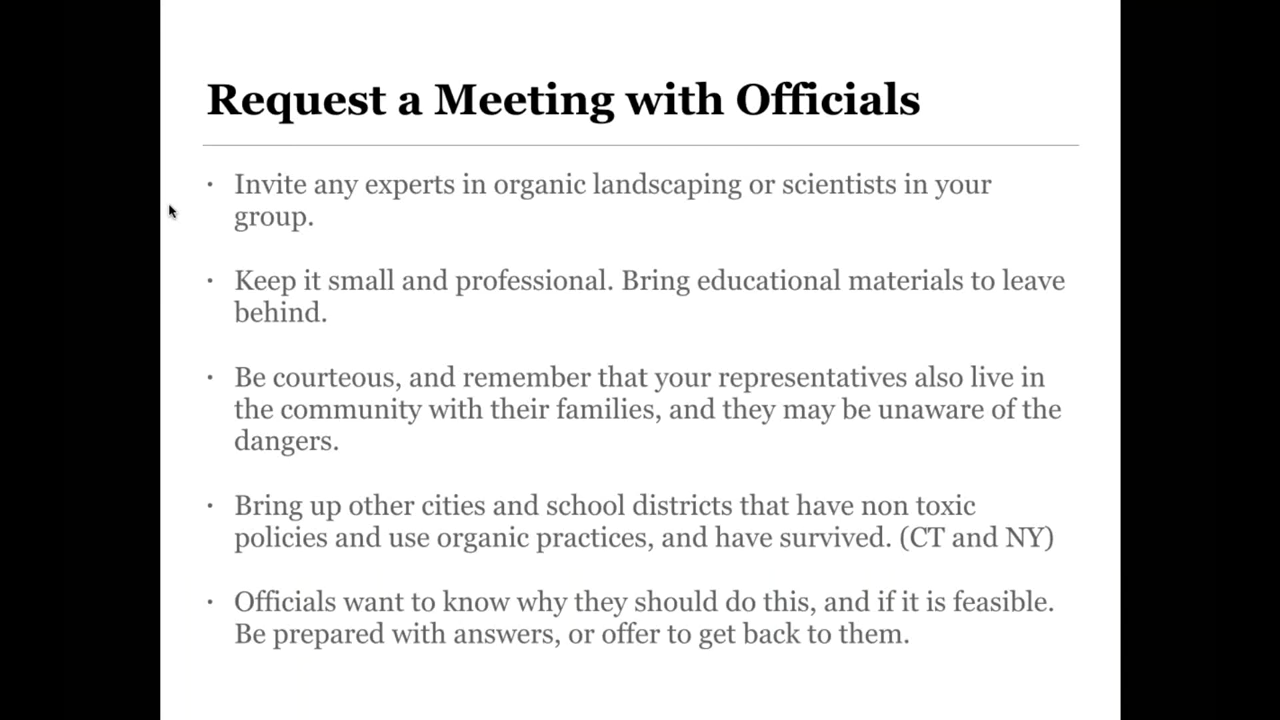 Request a Meeting with Officials
· Invite any experts in organic landscaping or scientists in your
group.
· Keep it small and professional. Bring educational materials to leave
behind.
· Be courteous, and remember that your representatives also live in
the community with their families, and they may be unaware of the
dangers.
· Bring up other cities and school districts that have non toxic
policies and use organic practices, and have survived. (CT and NY)
· Officials want to know why they should do this, and if it is feasible.
Be prepared with answers, or offer to get back to them.